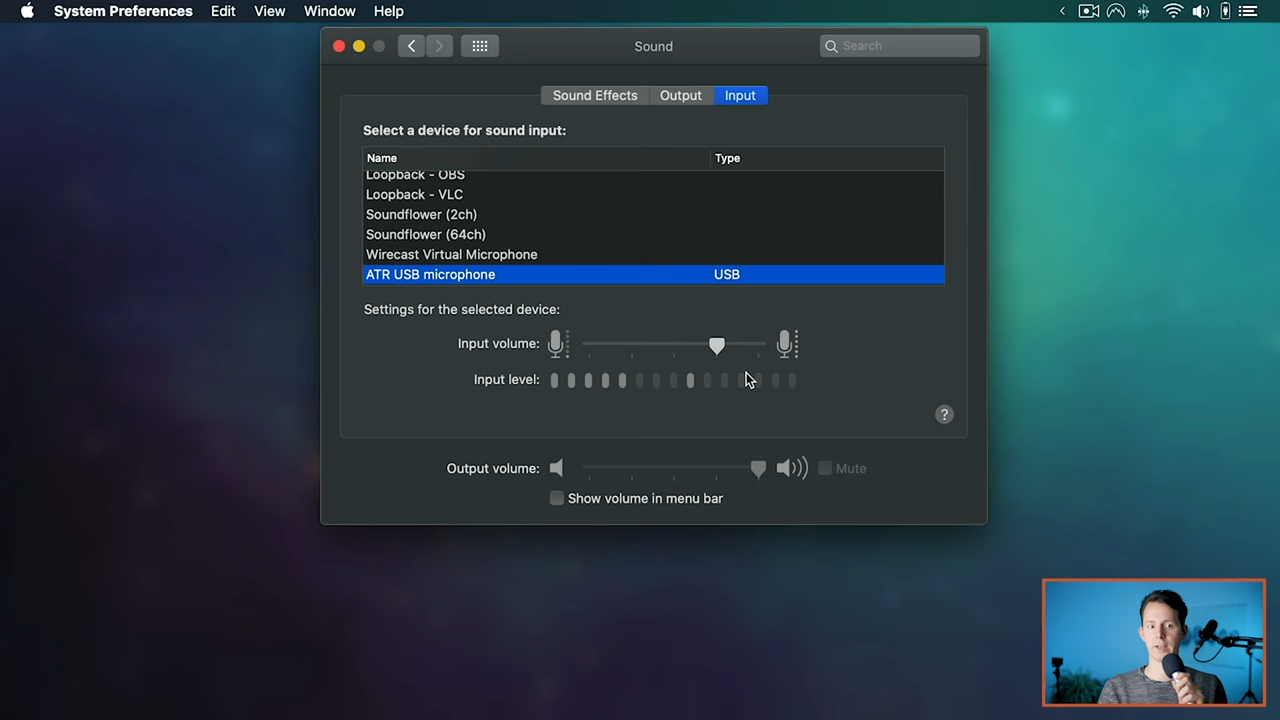 System Preferences Edit View Window Help
Sound
Search
Sound Effects Output Input
Select a device for sound input:
Name Type
Loopback - OBS
Loopback - VLC
Soundflower (2ch)
Soundflower (64ch)
Wirecast Virtual Microphone
ATR USB microphone USB
Settings for the selected device:
Input volume:
Input level:
?
Output volume: Mute
Show volume in menu bar